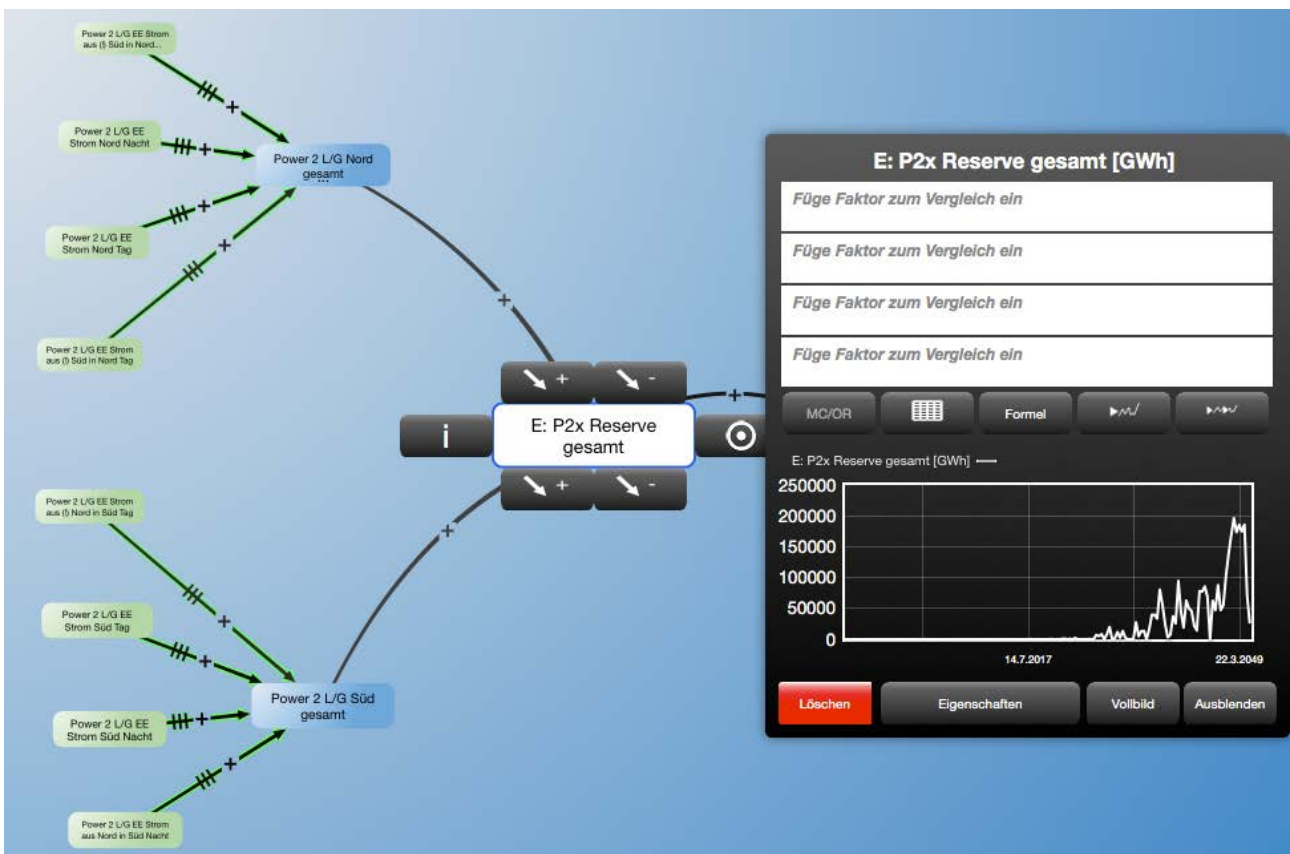 Power 2 L/G EE Strom
aus (!) Süd in Nord...
+
Power 2 L/G EE
Strom Nord Nacht
+
Power 2 L/G Nord
gesamt
...
+
Power 2 L/G EE
Strom Nord Tag
+
Power 2 L/G EE Strom
aus (!) Süd in Nord Tag
+
+
-
+
i
E: P2x Reserve
gesamt
+
-
+
Power 2 L/G EE Strom
aus (!) Nord in Süd Tag
+
Power 2 L/G EE
Strom Süd Tag
+
Power 2 L/G Süd
gesamt
Power 2 L/G EE
Strom Süd Nacht
+
+
Power 2 L/G EE Strom
aus Nord in Süd Nacht
E: P2x Reserve gesamt [GWh]
Füge Faktor zum Vergleich ein
Füge Faktor zum Vergleich ein
Füge Faktor zum Vergleich ein
Füge Faktor zum Vergleich ein
MC/OR
Formel
E: P2x Reserve gesamt [GWh]
250000
200000
150000
100000
50000
0
14.7.2017
22.3.2049
Löschen
Eigenschaften
Vollbild
Ausblenden